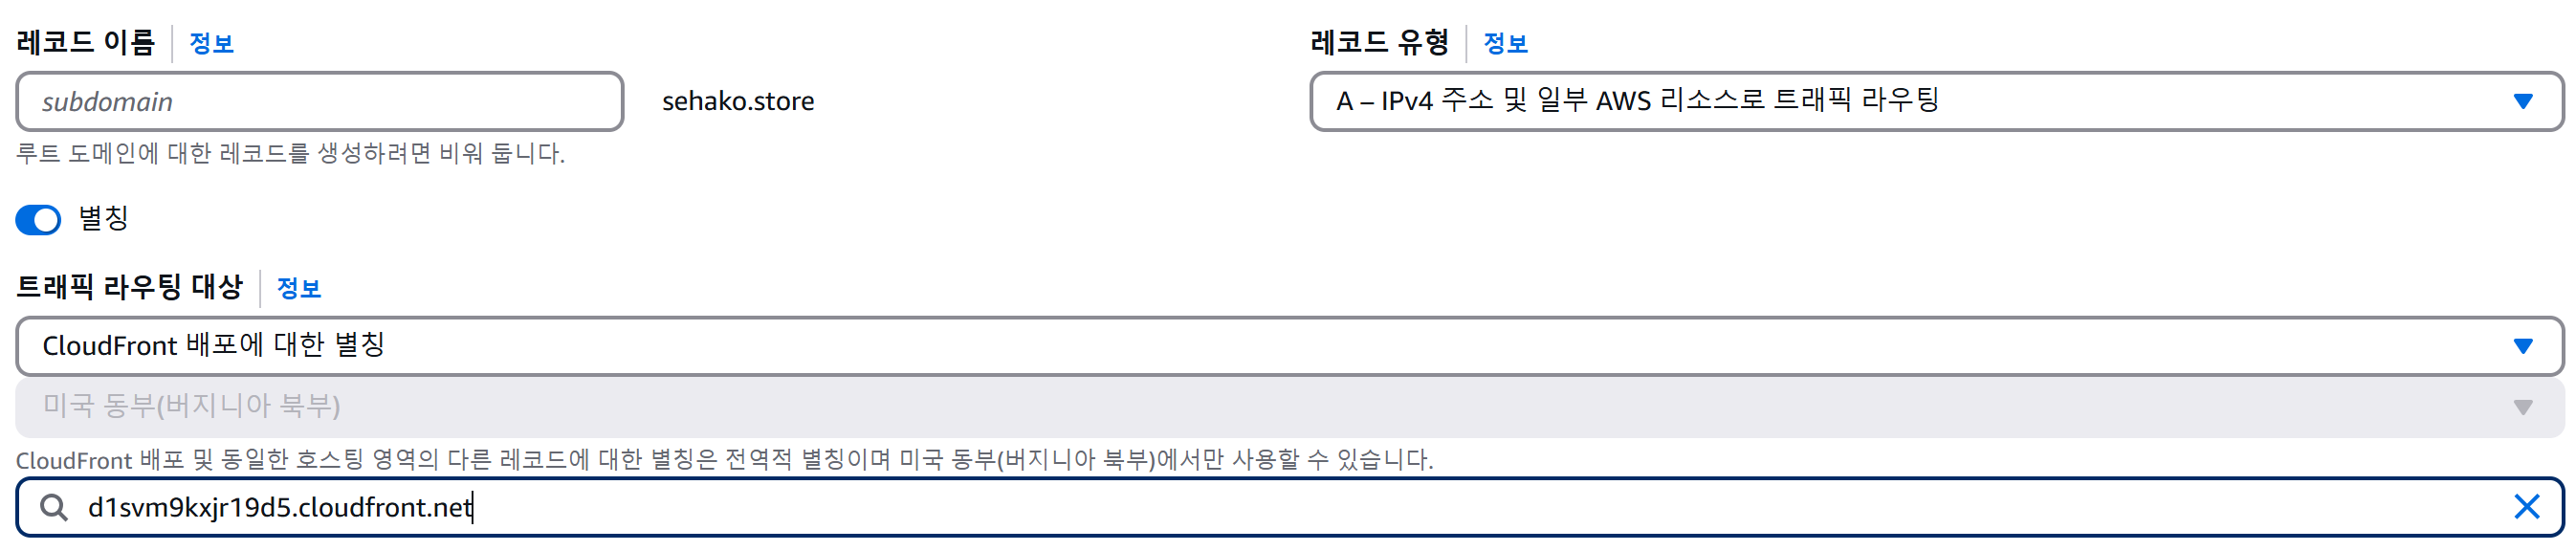 레코드 이름 정보
레코드 유형 정보
subdomain
sehako.store
A – IPv4 주소 및 일부 AWS 리소스로 트래픽 라우팅
루트 도메인에 대한 레코드를 생성하려면 비워 둡니다.
별칭
트래픽 라우팅 대상 정보
CloudFront 배포에 대한 별칭
미국 동부(버지니아 북부)
CloudFront 배포 및 동일한 호스팅 영역의 다른 레코드에 대한 별칭은 전역적 별칭이며 미국 동부(버지니아 북부)에서만 사용할 수 있습니다.
d1svm9kxjr19d5.cloudfront.net